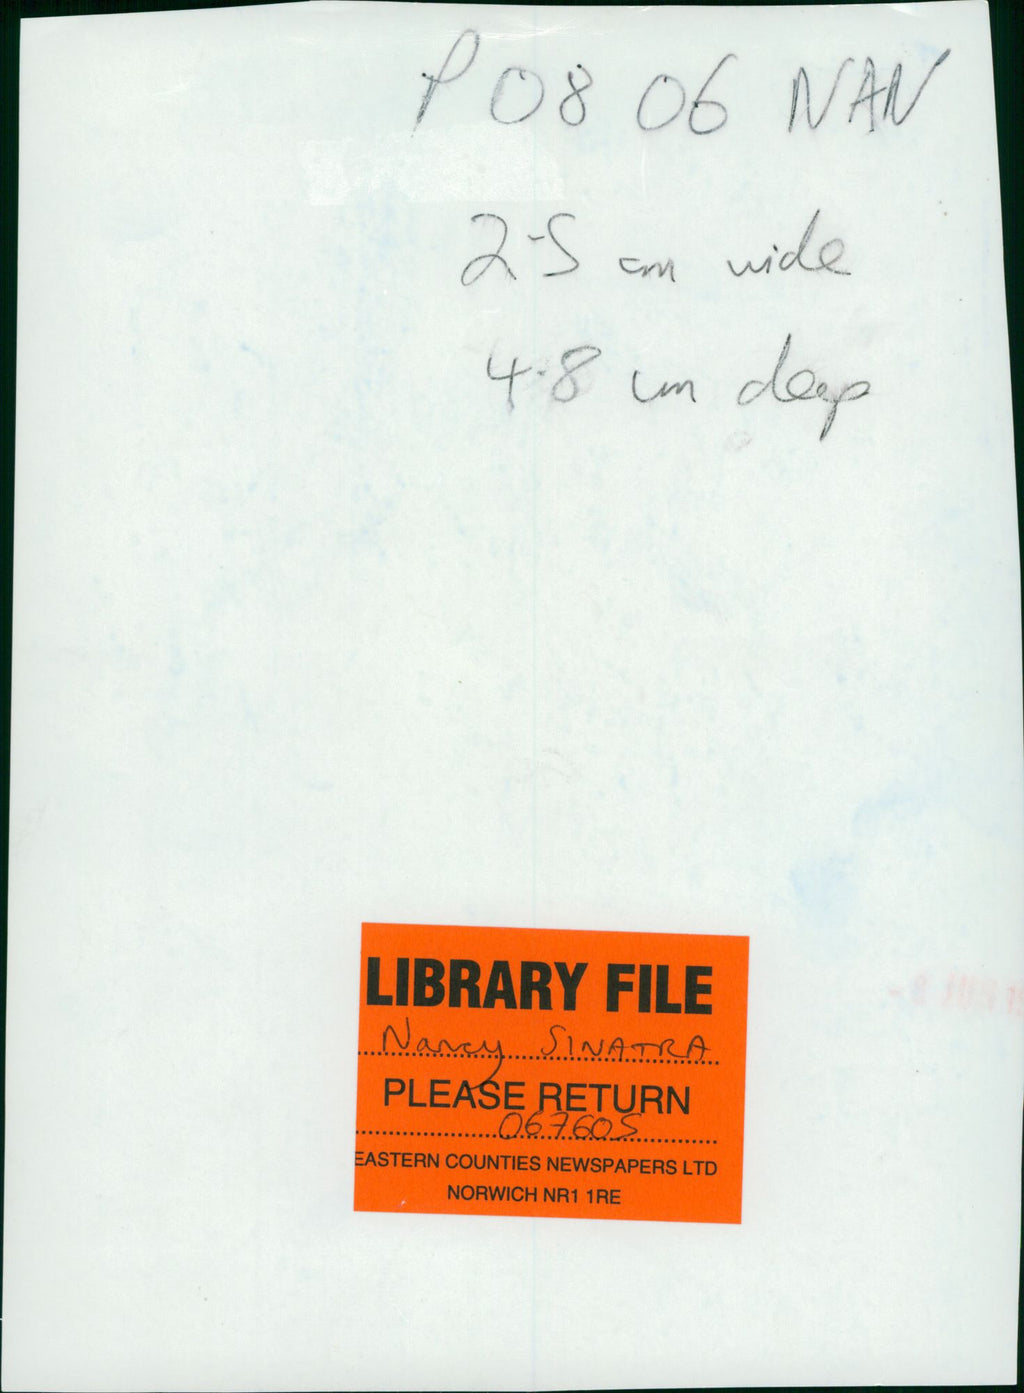 P 08 06 NAN
2.5 cm wide
4.8 cm deep
LIBRARY FILE
Nancy SINATRA
PLEASE RETURN
067605
EASTERN COUNTIES NEWSPAPERS LTD
NORWICH NR1 1RE